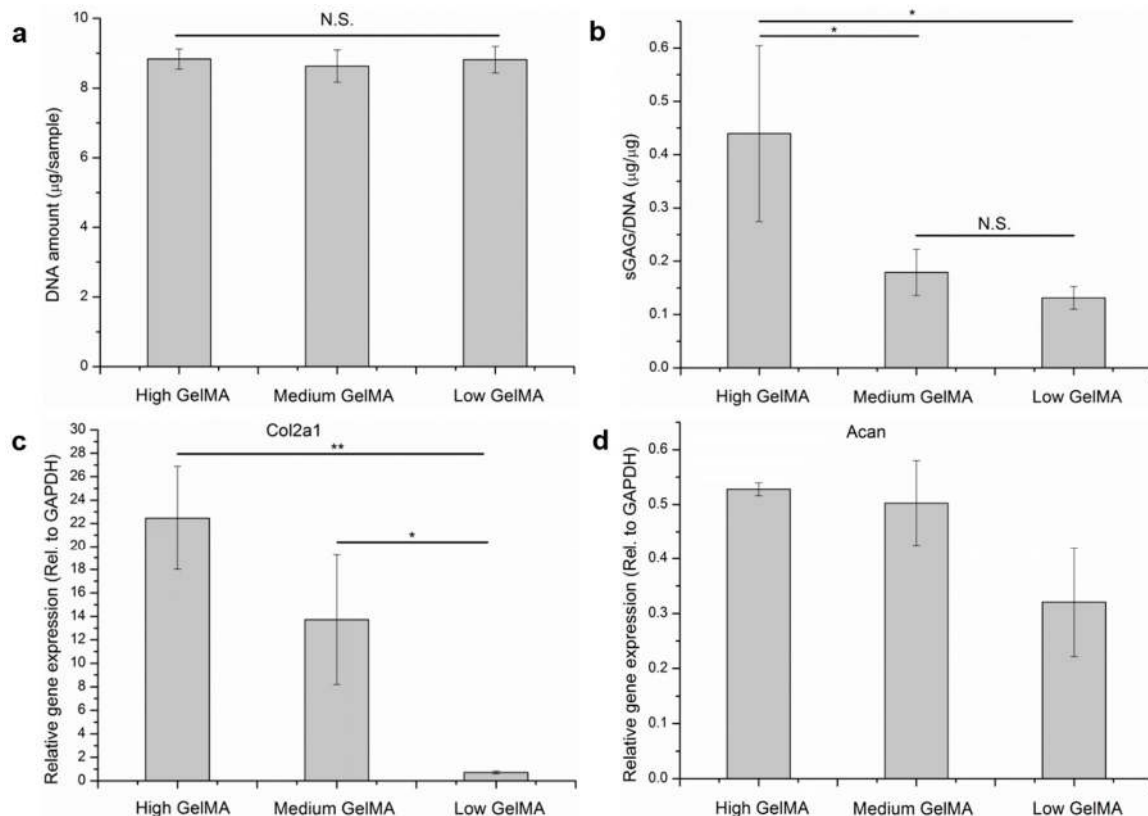 a
N.S.
DNA amount (μg/sample)
10
8
6
4
2
0
High GelMA
Medium GelMA
Low GelMA
b
*
*
N.S.
sGAG/DNA (μg/μg)
0.6
0.5
0.4
0.3
0.2
0.1
0.0
High GelMA
Medium GelMA
Low GelMA
c
Col2a1
**
*
Relative gene expression (Rel. to GAPDH)
30
28
26
24
22
20
18
16
14
12
10
8
6
4
2
0
High GelMA
Medium GelMA
Low GelMA
d
Acan
Relative gene expression (Rel. to GAPDH)
0.6
0.5
0.4
0.3
0.2
0.1
0.0
High GelMA
Medium GelMA
Low GelMA